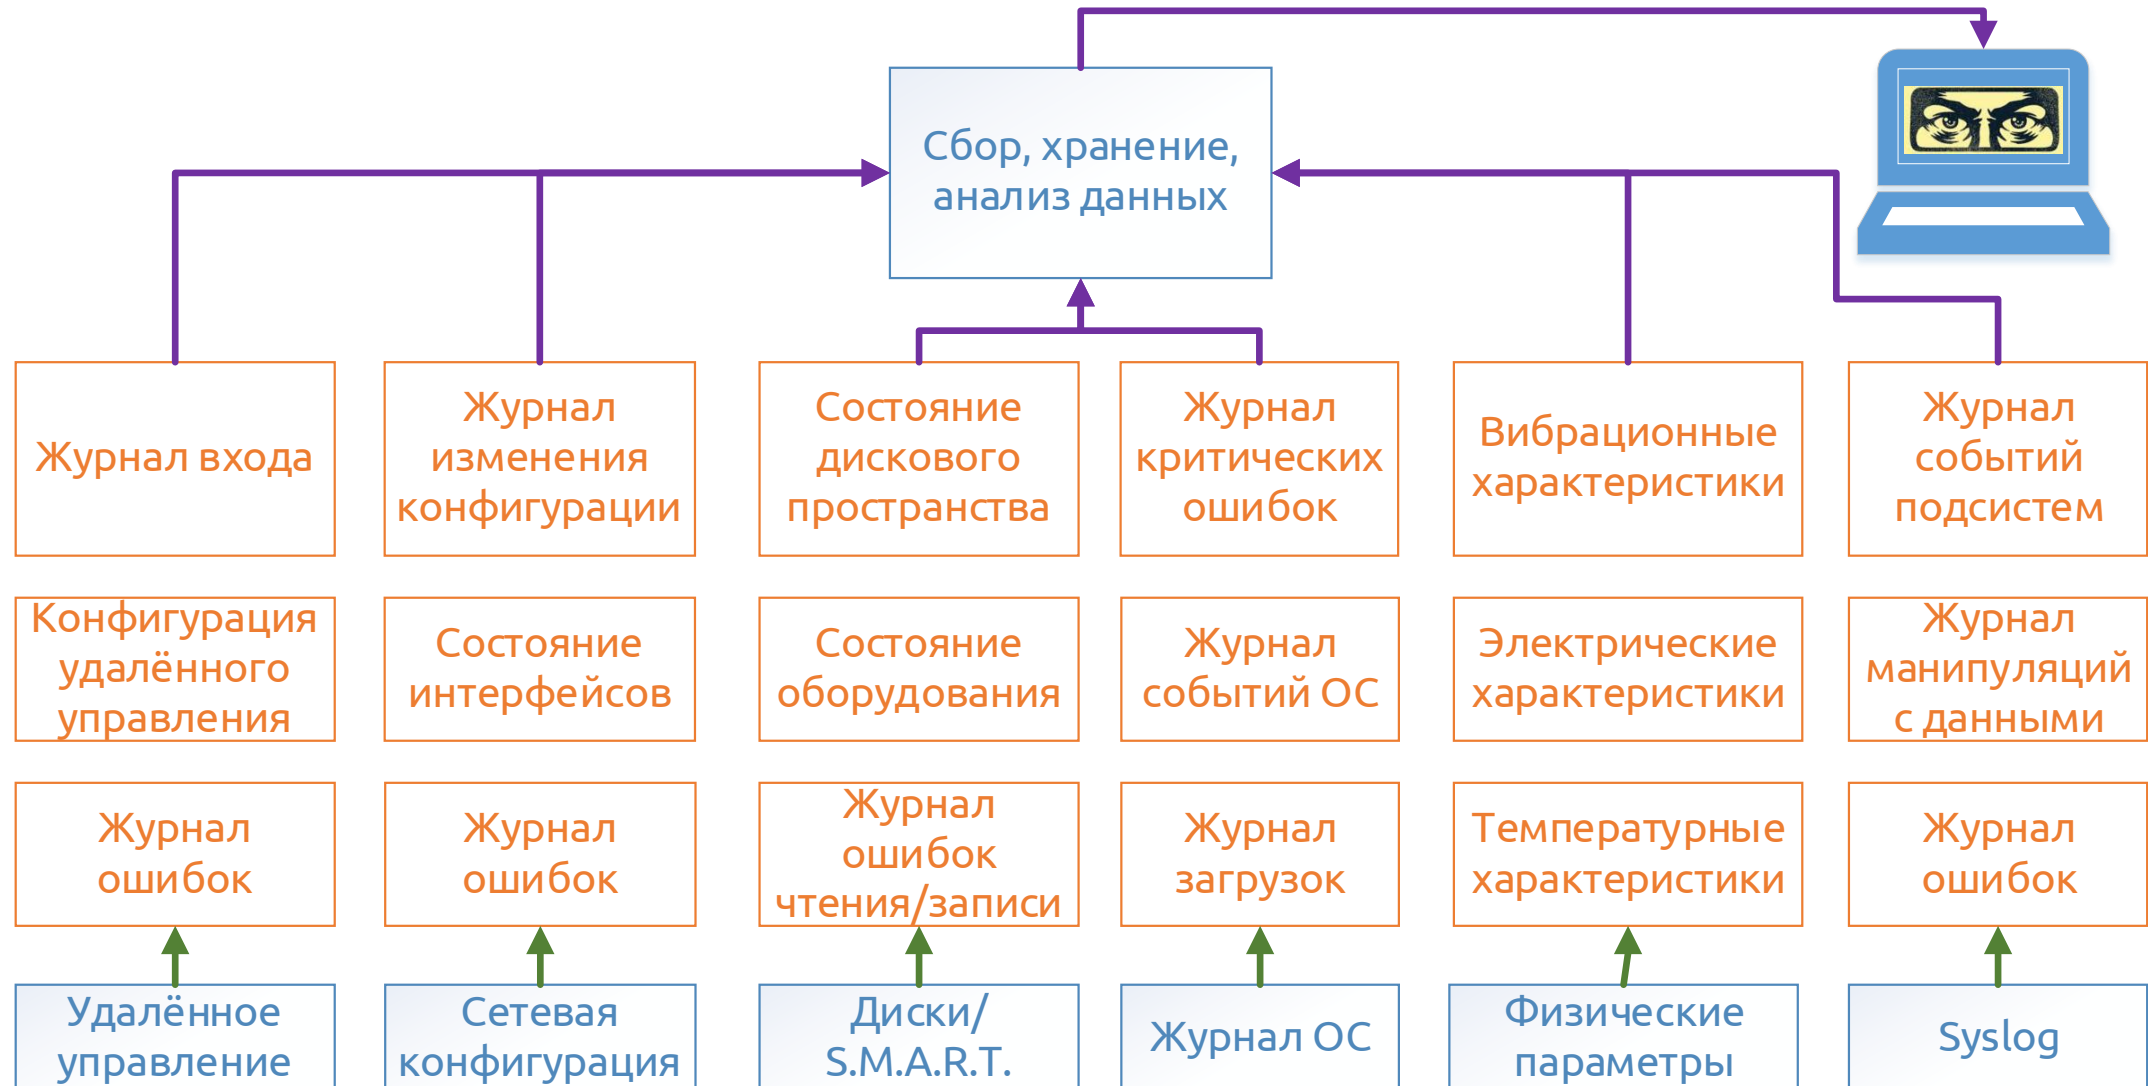 Сбор, хранение,
анализ данных
Журнал входа
Журнал
изменения
конфигурации
Состояние
дискового
пространства
Журнал
критических
ошибок
Вибрационные
характеристики
Журнал
событий
подсистем
Конфигурация
удалённого
управления
Состояние
интерфейсов
Состояние
оборудования
Журнал
событий ОС
Электрические
характеристики
Журнал
манипуляций
с данными
Журнал
ошибок
Журнал
ошибок
Журнал
ошибок
чтения/записи
Журнал
загрузок
Температурные
характеристики
Журнал
ошибок
Удалённое
управление
Сетевая
конфигурация
Диски/
S.M.A.R.T.
Журнал ОС
Физические
параметры
Syslog